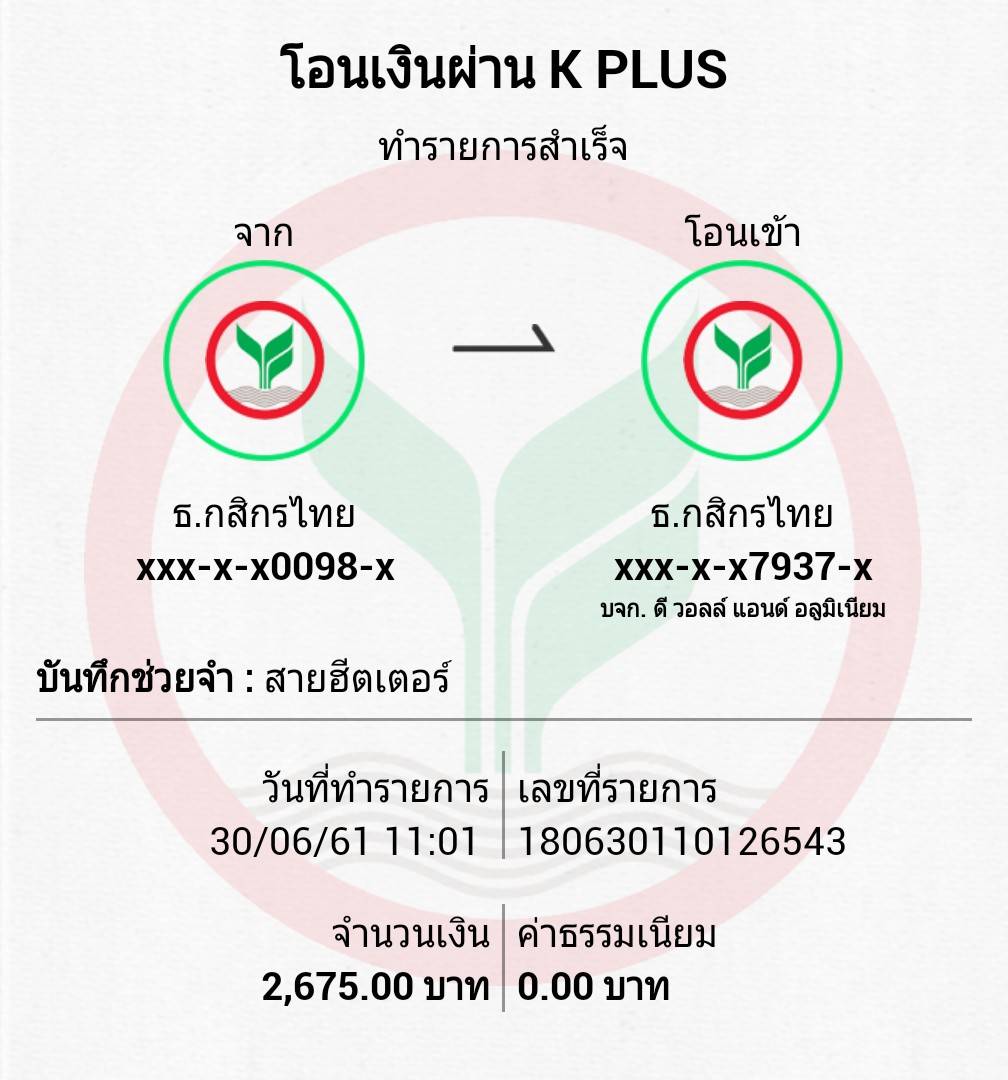 โอนเงินผ่าน K PLUS
ทำรายการสำเร็จ
จาก
โอนเข้า
ธ.กสิกรไทย
xxx-x-x0098-x
ธ.กสิกรไทย
xxx-x-x7937-x
บจก. ดี วอลล์ แอนด์ อลูมิเนียม
บันทึกช่วยจำ : สายฮีตเตอร์
วันที่ทำรายการ
30/06/61 11:01
เลขที่รายการ
180630110126543
จำนวนเงิน
2,675.00 บาท
ค่าธรรมเนียม
0.00 บาท